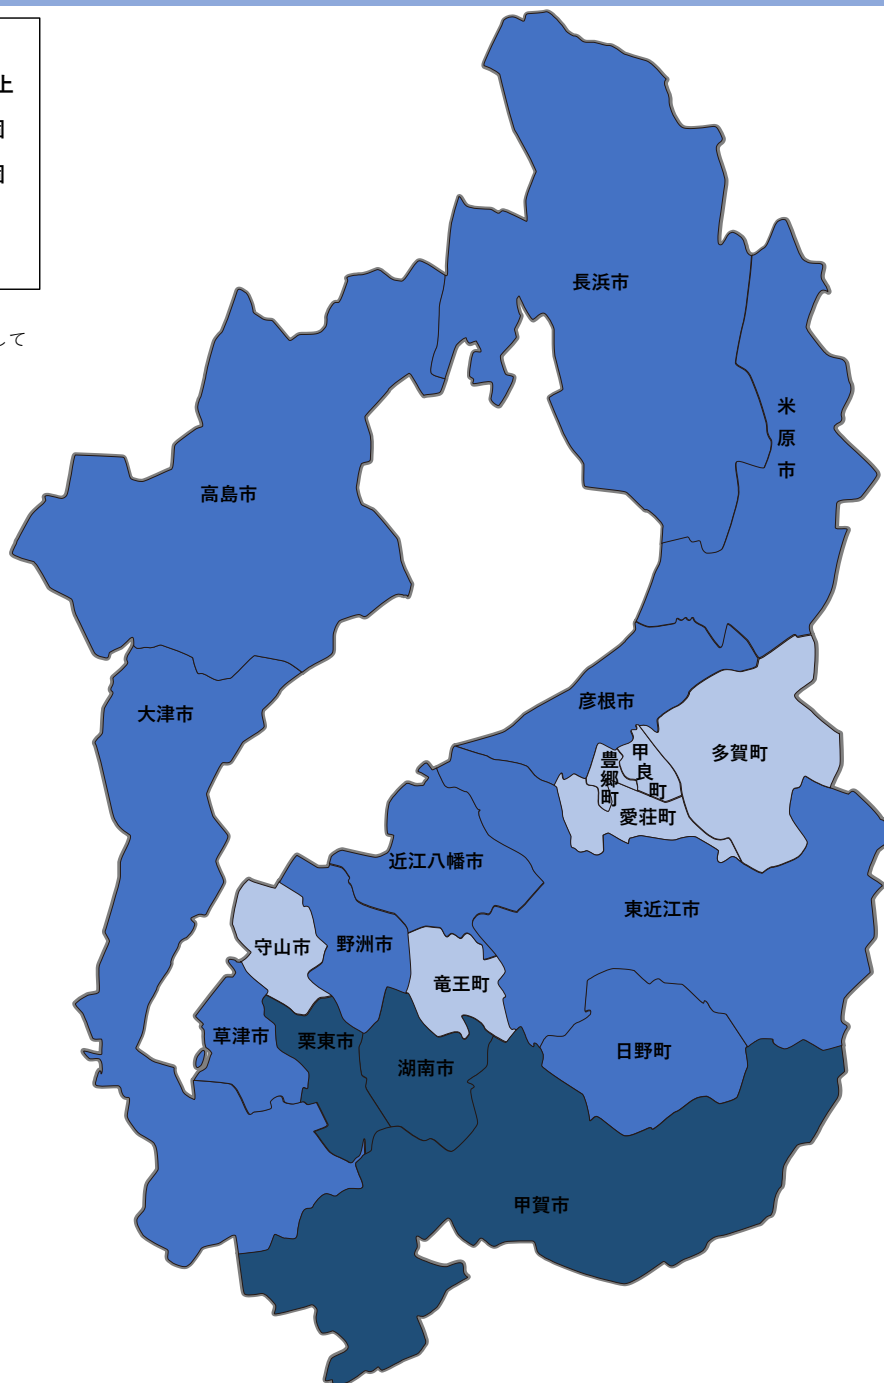 上
して
長浜市
米原市
高島市
彦根市
大津市
多賀町
甲良町
豊郷町
愛荘町
近江八幡市
東近江市
守山市
野洲市
竜王町
草津市
栗東市
湖南市
日野町
甲賀市